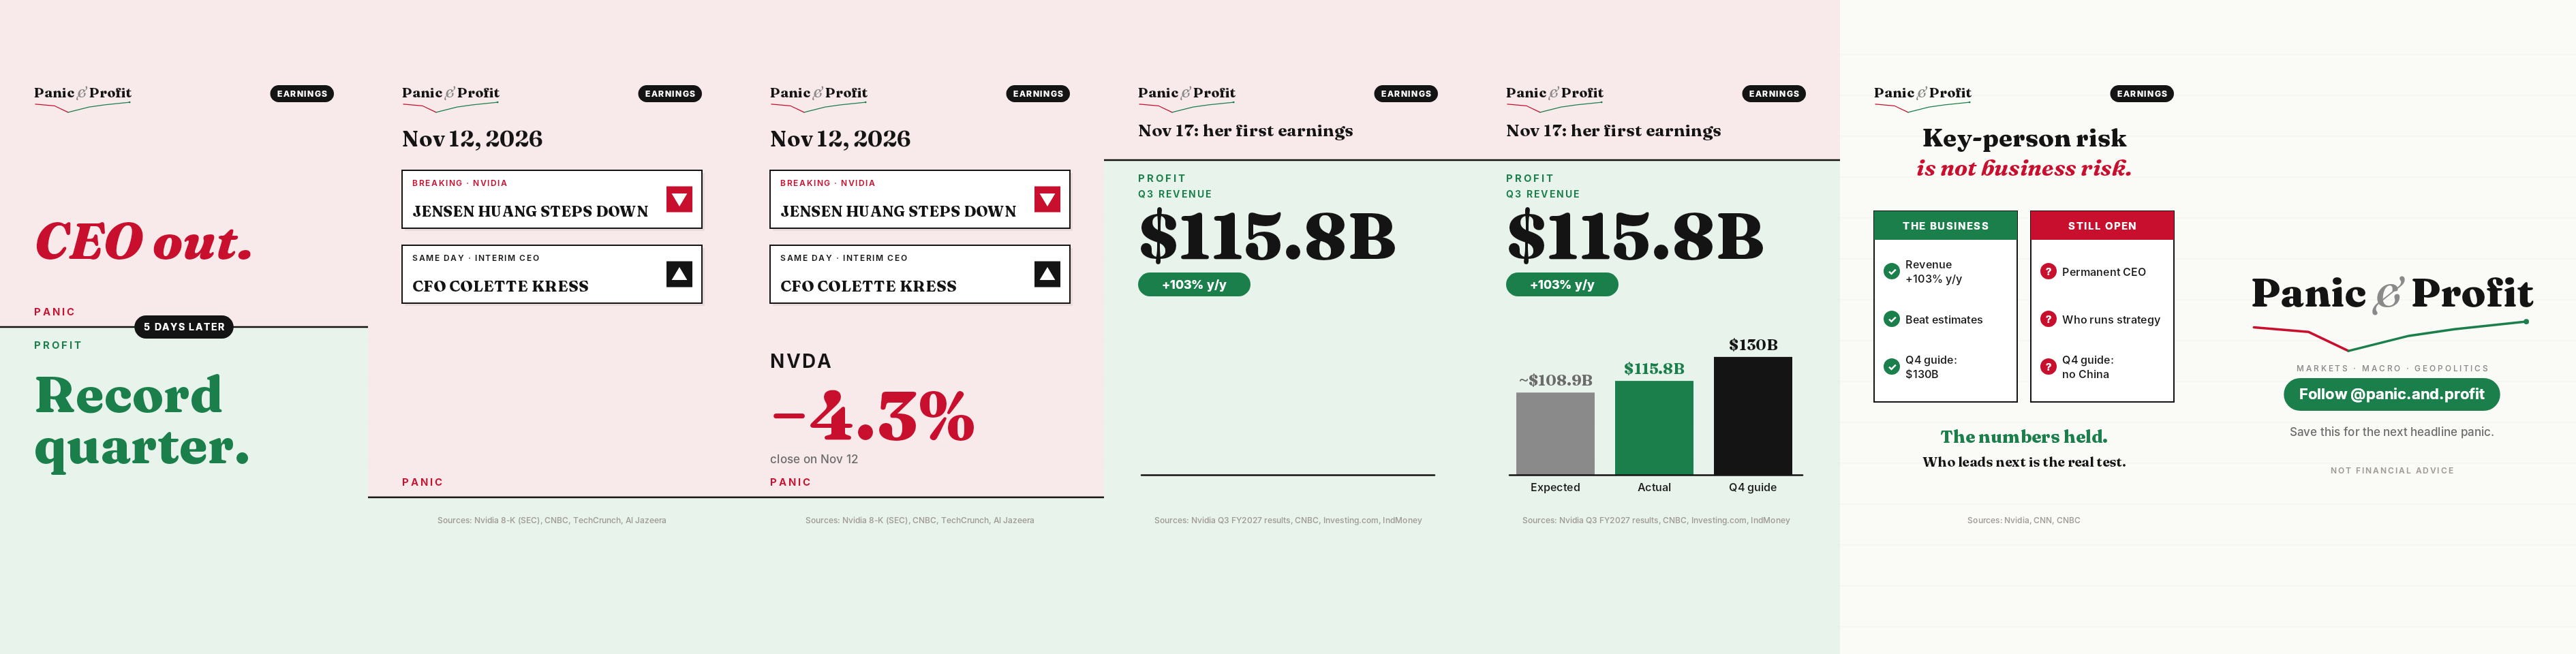 Panic & Profit
EARNINGS
CEO out.
PANIC
5 DAYS LATER
PROFIT
Record
quarter.
Panic & Profit
EARNINGS
Nov 12, 2026
BREAKING · NVIDIA
JENSEN HUANG STEPS DOWN
SAME DAY · INTERIM CEO
CFO COLETTE KRESS
PANIC
Sources: Nvidia 8-K (SEC), CNBC, TechCrunch, Al Jazeera
Panic & Profit
EARNINGS
Nov 12, 2026
BREAKING · NVIDIA
JENSEN HUANG STEPS DOWN
SAME DAY · INTERIM CEO
CFO COLETTE KRESS
NVDA
−4.3%
close on Nov 12
PANIC
Sources: Nvidia 8-K (SEC), CNBC, TechCrunch, Al Jazeera
Panic & Profit
EARNINGS
Nov 17: her first earnings
PROFIT
Q3 REVENUE
$115.8B
+103% y/y
Sources: Nvidia Q3 FY2027 results, CNBC, Investing.com, IndMoney
Panic & Profit
EARNINGS
Nov 17: her first earnings
PROFIT
Q3 REVENUE
$115.8B
+103% y/y
~$108.9B
$115.8B
$130B
Expected
Actual
Q4 guide
Sources: Nvidia Q3 FY2027 results, CNBC, Investing.com, IndMoney
Panic & Profit
EARNINGS
Key-person risk
is not business risk.
THE BUSINESS
Revenue
+103% y/y
Beat estimates
Q4 guide:
$130B
STILL OPEN
? Permanent CEO
? Who runs strategy
? Q4 guide:
no China
The numbers held.
Who leads next is the real test.
Sources: Nvidia, CNN, CNBC
Panic & Profit
MARKETS · MACRO · GEOPOLITICS
Follow @panic.and.profit
Save this for the next headline panic.
NOT FINANCIAL ADVICE